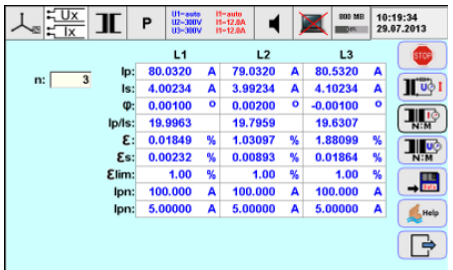 Ux
Ix
P
U1=auto
U2=300V
U3=300V
I1=auto
I1=12.0A
I1=12.0A
800 MB
10:19:34
29.07.2013
L1 L2 L3
STOP
n: 3
Ip: 80.0320 A 79.0320 A 80.5320 A
Is: 4.00234 A 3.99234 A 4.10234 A
φ: 0.00100 o 0.00200 o -0.00100 o
Ip/Is: 19.9963 19.7959 19.6307
ε: 0.01849 % 1.03097 % 1.88099 %
εs: 0.00232 % 0.00893 % 0.01864 %
εlim: 1.00 % 1.00 % 1.00 %
Ipn: 100.000 A 100.000 A 100.000 A
Ipn: 5.00000 A 5.00000 A 5.00000 A
U I
I
N:M
U
N:M
Help